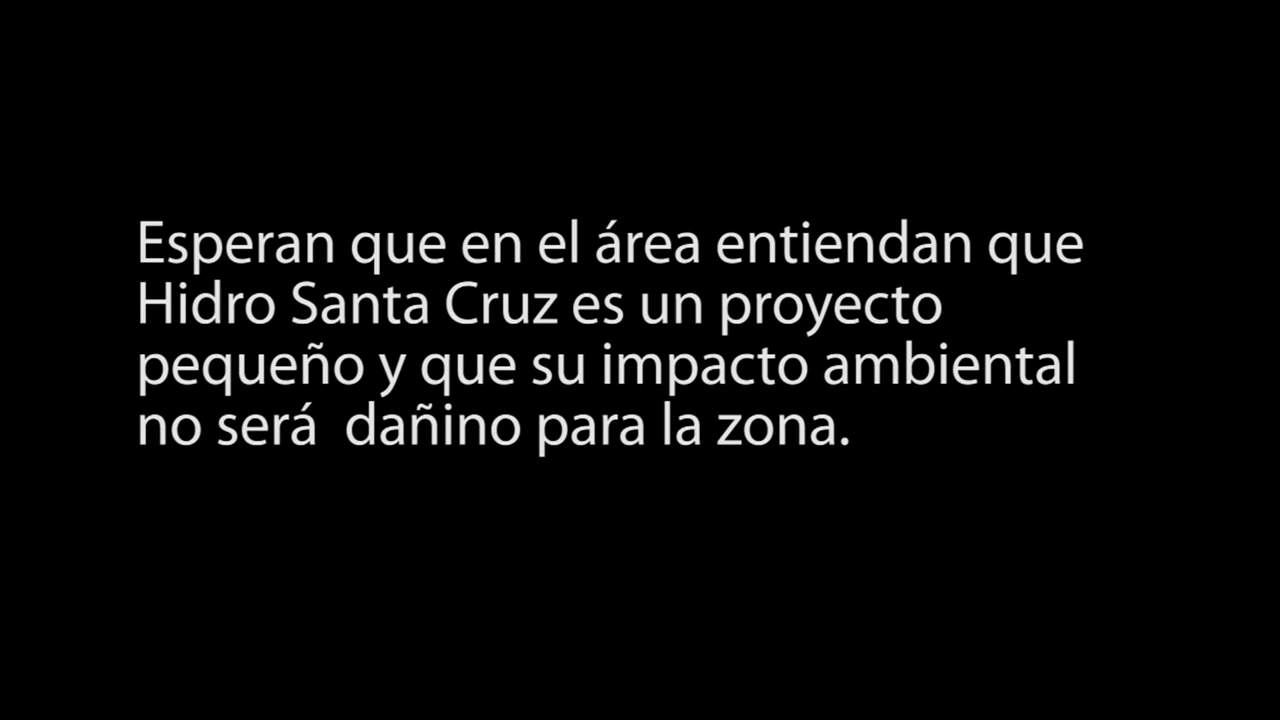 Esperan que en el área entiendan que
Hidro Santa Cruz es un proyecto
pequeño y que su impacto ambiental
no será  dañino para la zona.